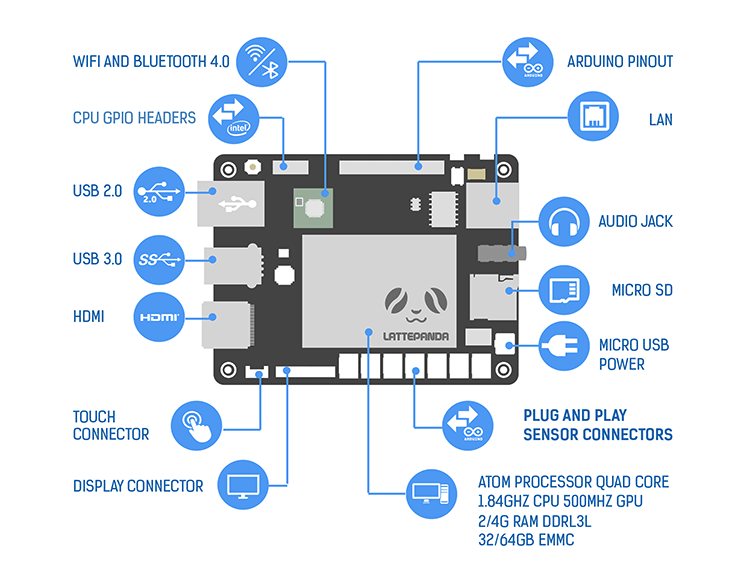 WIFI AND BLUETOOTH 4.0
ARDUINO
ARDUINO PINOUT
CPU GPIO HEADERS
intel
LAN
USB 2.0
2.0
AUDIO JACK
USB 3.0
SS
MICRO SD
HDMI
HDMI
LATTEPANDA
MICRO USB
POWER
TOUCH
CONNECTOR
ARDUINO
PLUG AND PLAY
SENSOR CONNECTORS
DISPLAY CONNECTOR
ATOM PROCESSOR QUAD CORE
1.84GHZ CPU 500MHZ GPU
2/4G RAM DDRL3L
32/64GB EMMC